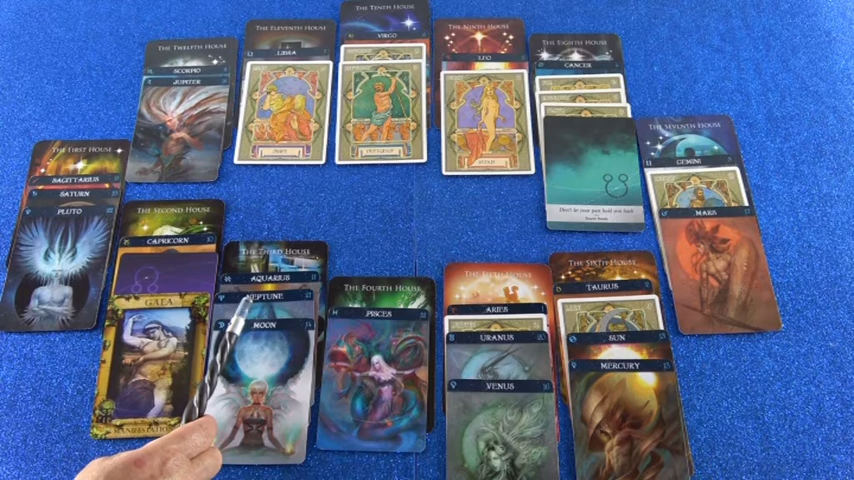 THE TENTH HOUSE
VIRGO
THE ELEVENTH HOUSE
LIBRA
THE NINTH HOUSE
LEO
THE TWELFTH HOUSE
SCORPIO
JUPITER
THE EIGHTH HOUSE
CANCER
Don't let your past hold you back
THE SEVENTH HOUSE
GEMINI
MARS
THE FIRST HOUSE
SAGITTARIUS
SATURN
PLUTO
THE SECOND HOUSE
CAPRICORN
GAEA
MANIFESTATION
THE THIRD HOUSE
AQUARIUS
NEPTUNE
MOON
THE FOURTH HOUSE
PISCES
THE FIFTH HOUSE
ARIES
URANUS
VENUS
THE SIXTH HOUSE
TAURUS
SUN
MERCURY